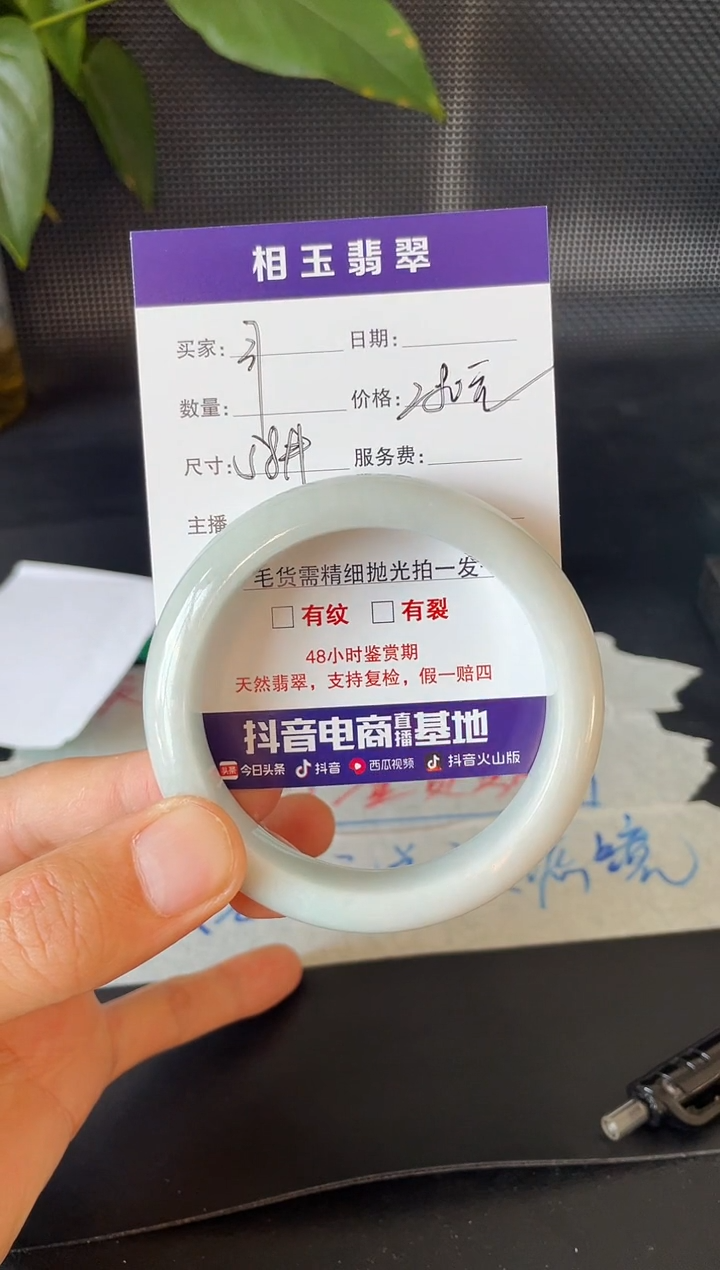 相玉翡翠
买家: 日期:
数量: 价格:
尺寸: 58 服务费:
主播
毛货需精细抛光拍一发
□有纹 □有裂
48小时鉴赏期
天然翡翠，支持复检，假一赔四
抖音电商直播基地
头条 今日头条 抖音 西瓜视频 抖音火山版